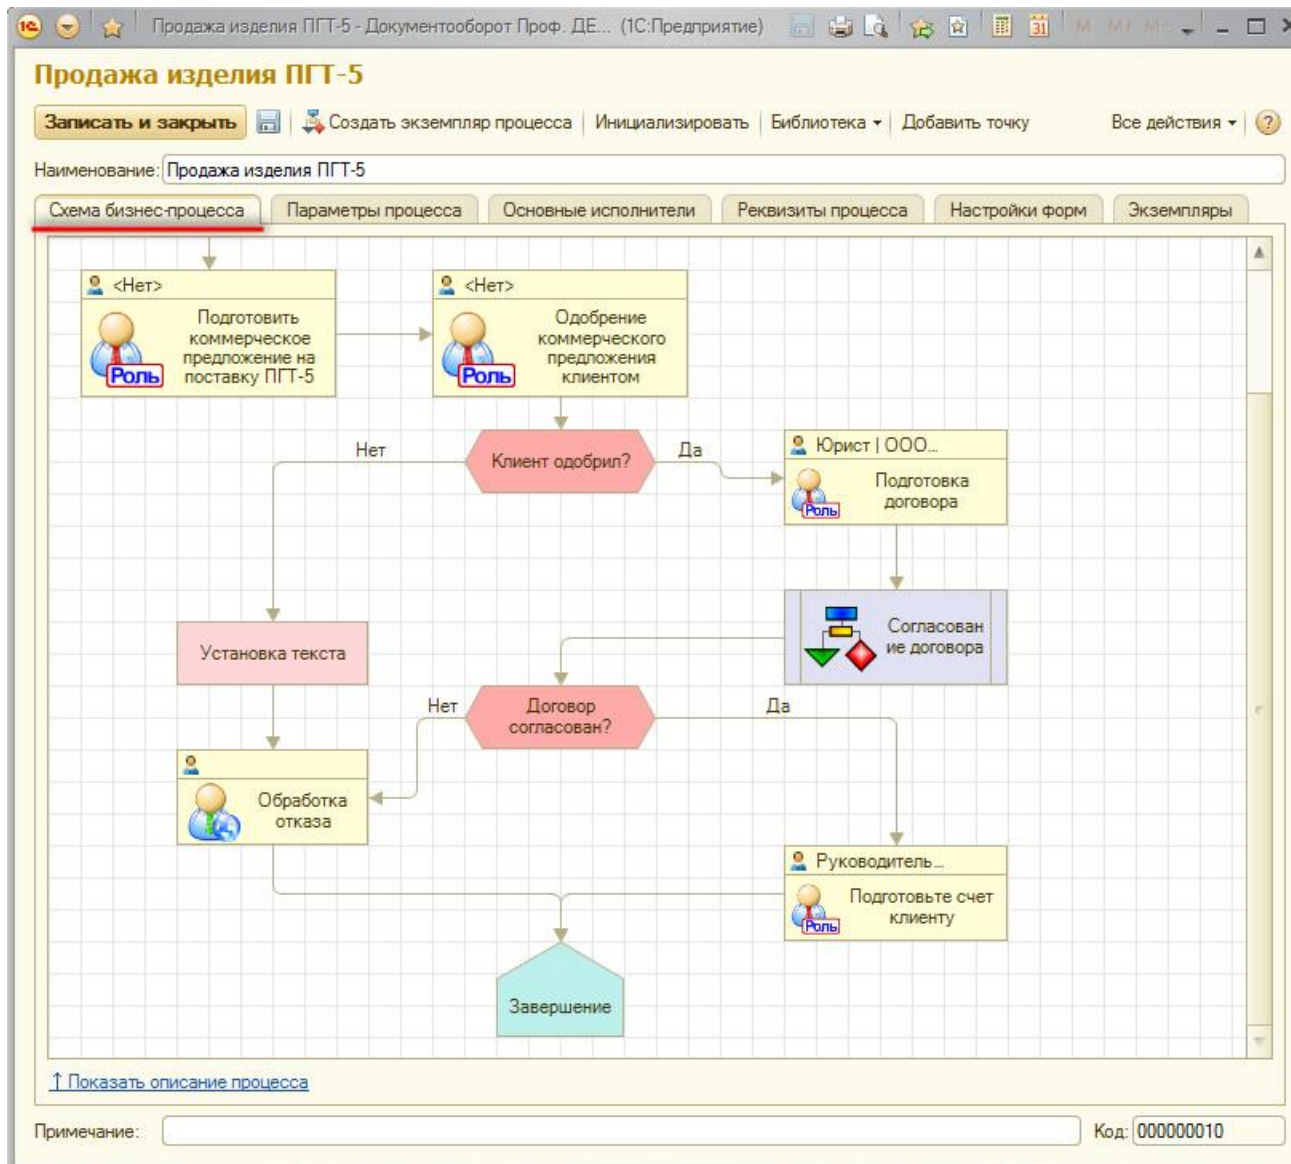 Продажа изделия ПГТ-5 - Документооборот Проф. ДЕ... (1С:Предприятие)
31 M M+ M-
Продажа изделия ПГТ-5
Записать и закрыть Создать экземпляр процесса Инициализировать Библиотека Добавить точку Все действия ?
Наименование: Продажа изделия ПГТ-5
Схема бизнес-процесса Параметры процесса Основные исполнители Реквизиты процесса Настройки форм Экземпляры
<Нет>
Подготовить
коммерческое
предложение на
поставку ПГТ-5
Роль
<Нет>
Одобрение
коммерческого
предложения
клиентом
Роль
Нет
Клиент одобрил?
Да
Юрист | ООО...
Подготовка
договора
Роль
Согласован
ие договора
Установка текста
Нет
Договор
согласован?
Да
Обработка
отказа
Руководитель...
Подготовьте счет
клиенту
Роль
Завершение
↑ Показать описание процесса
Примечание:
Код: 000000010